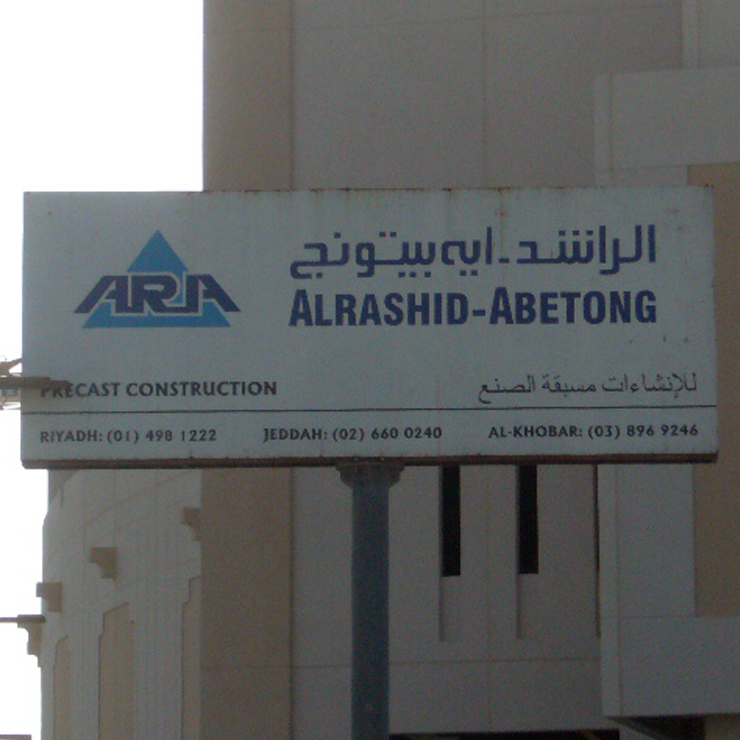 ARA
الراشد - ايه بيتونج
ALRASHID-ABETONG
PRECAST CONSTRUCTION
للإنشاءات مسبقة الصنع
RIYADH: (01) 498 1222 JEDDAH: (02) 660 0240 AL-KHOBAR: (03) 896 9246